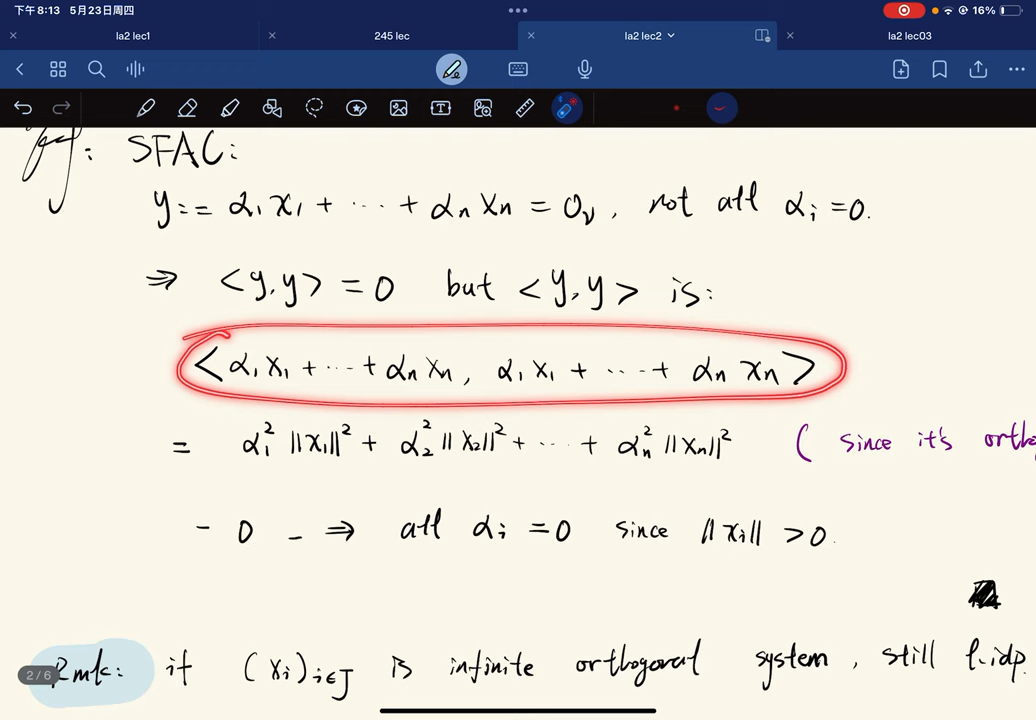 下午8:13 5月23日周四
16%
la2 lec1
245 lec
la2 lec2
la2 lec03
pf: SFAC:
y := α₁x₁ + ··· + αₙxₙ = 0ᵥ, not all αᵢ = 0.
⇒ <y,y> = 0 but <y,y> is:
<α₁x₁ + ··· + αₙxₙ, α₁x₁ + ··· + αₙxₙ>
= α₁²||x₁||² + α₂²||x₂||² + ··· + αₙ²||xₙ||² ( since it's ortho
- 0 - ⇒ all αᵢ = 0 since ||xᵢ|| > 0.
2/6
Rmk: if (xᵢ)ᵢ∈J is infinite orthogonal system, still l.idp.